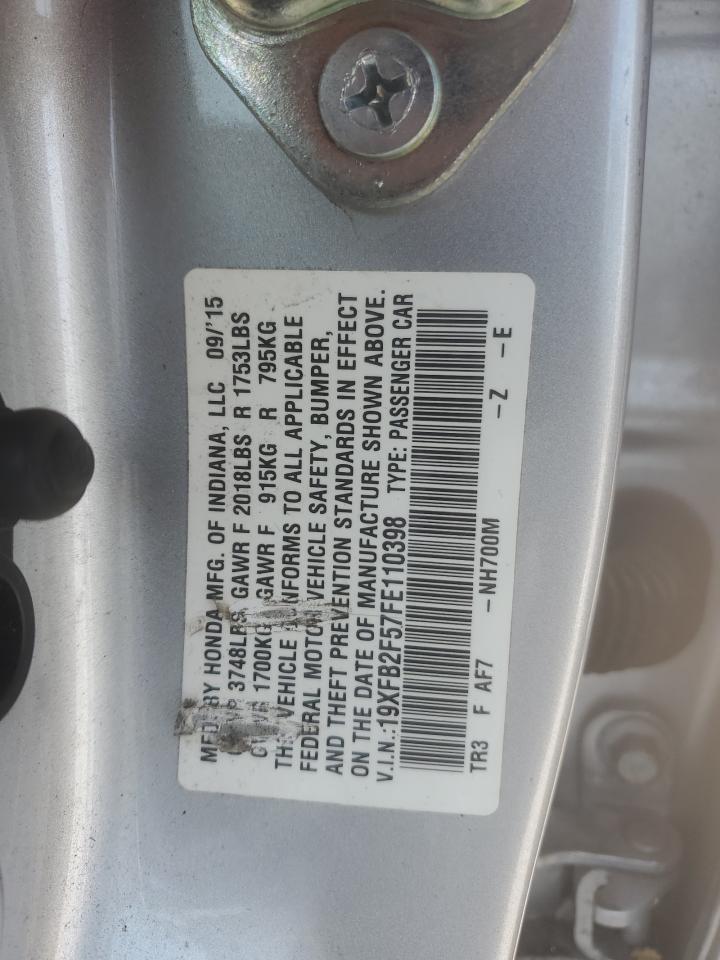 MFD BY HONDA MFG. OF INDIANA, LLC 09/'15
3748LBS GAWR F 2018LBS R 1753LBS
1700KG GAWR F 915KG R 795KG
VEHICLE CONFORMS TO ALL APPLICABLE
FEDERAL MOTOR VEHICLE SAFETY, BUMPER,
AND THEFT PREVENTION STANDARDS IN EFFECT
ON THE DATE OF MANUFACTURE SHOWN ABOVE.
V.I.N.:19XFB2F57FE110398 TYPE: PASSENGER CAR
TR3 F AF7 -NH700M -Z -E